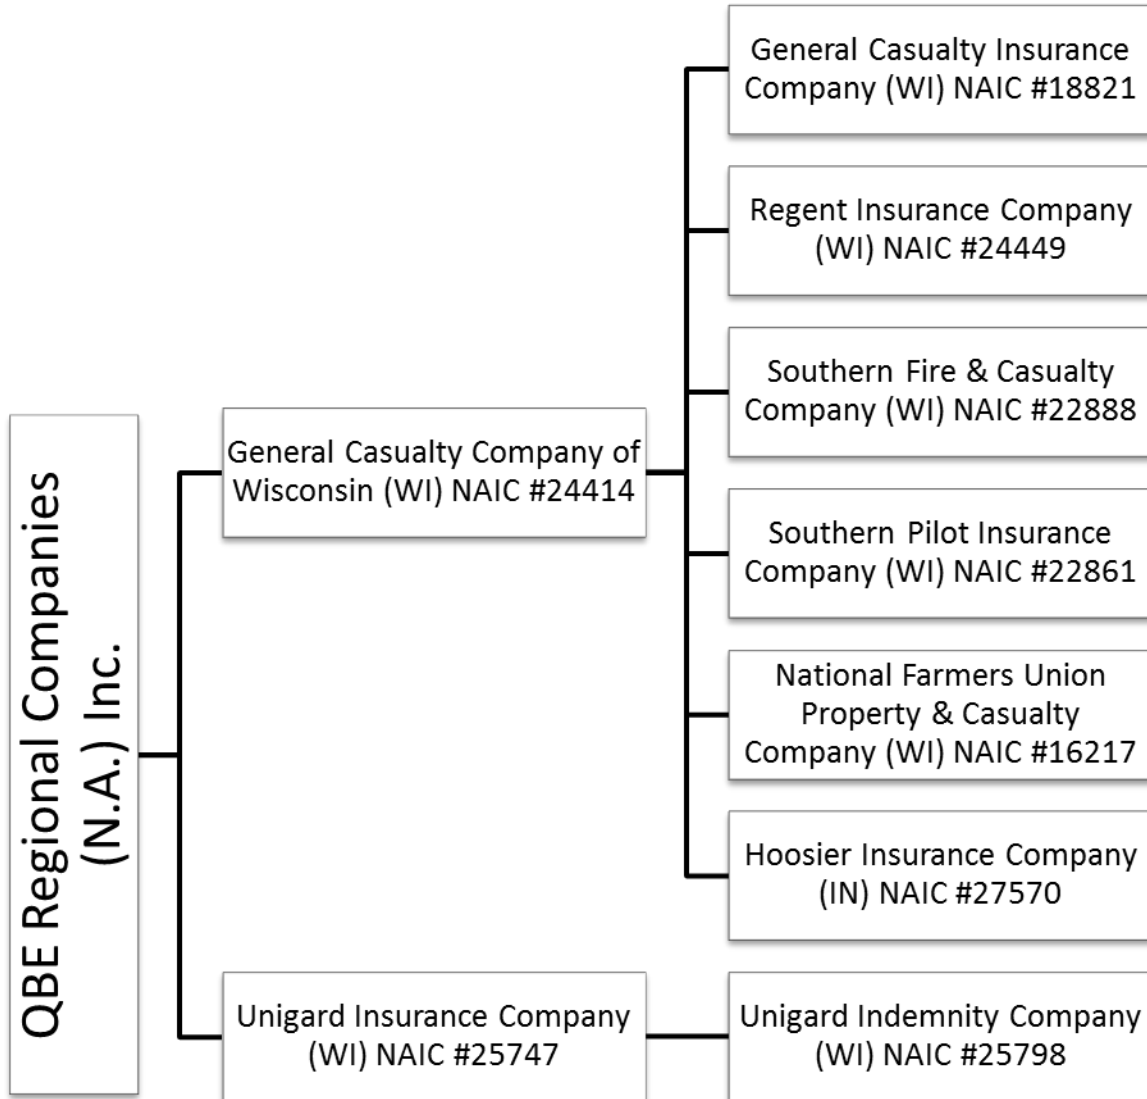 QBE Regional Companies
(N.A.) Inc.
General Casualty Company of
Wisconsin (WI) NAIC #24414
General Casualty Insurance
Company (WI) NAIC #18821
Regent Insurance Company
(WI) NAIC #24449
Southern Fire & Casualty
Company (WI) NAIC #22888
Southern Pilot Insurance
Company (WI) NAIC #22861
National Farmers Union
Property & Casualty
Company (WI) NAIC #16217
Hoosier Insurance Company
(IN) NAIC #27570
Unigard Insurance Company
(WI) NAIC #25747
Unigard Indemnity Company
(WI) NAIC #25798